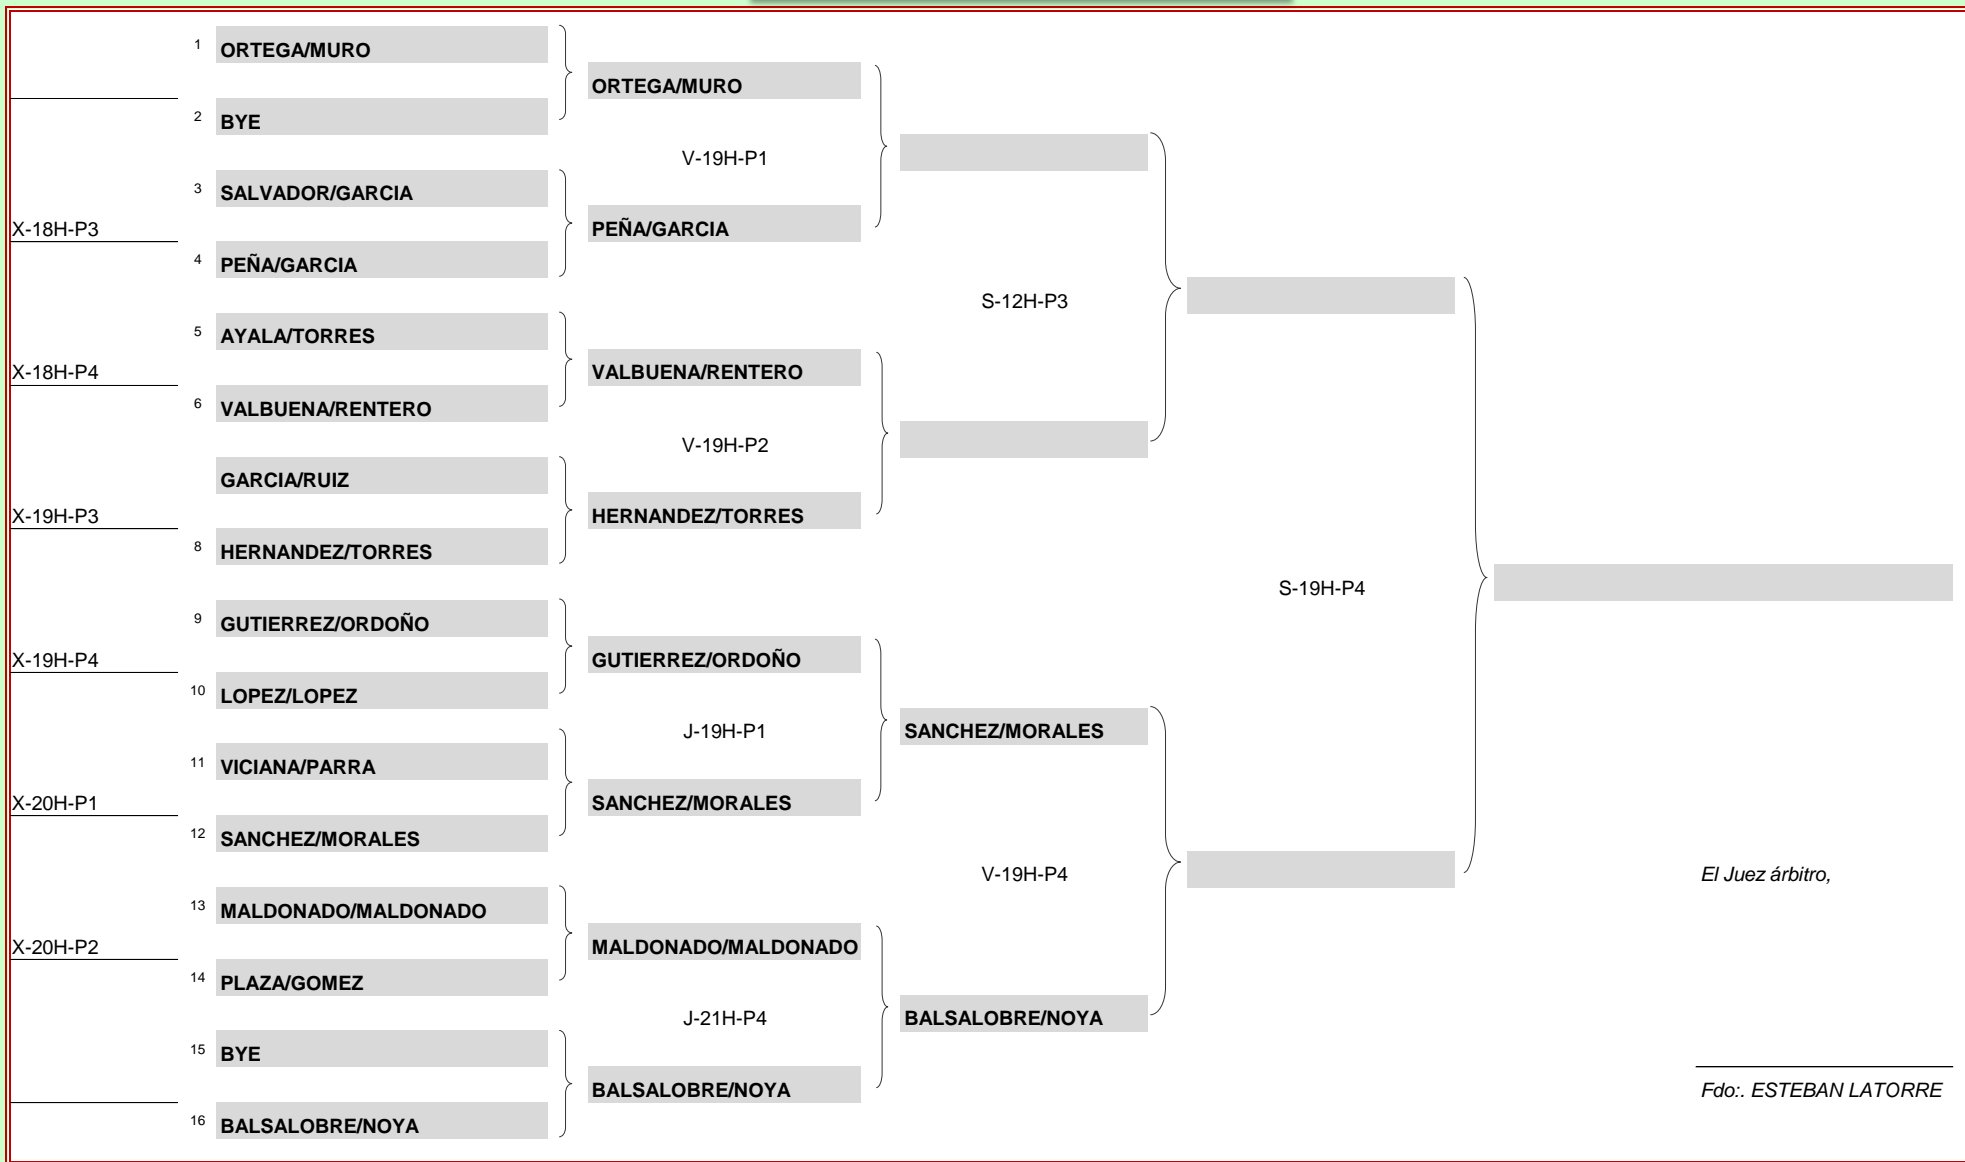 1 ORTEGA/MURO
ORTEGA/MURO
2 BYE
V-19H-P1
3 SALVADOR/GARCIA
X-18H-P3
PEÑA/GARCIA
4 PEÑA/GARCIA
S-12H-P3
5 AYALA/TORRES
X-18H-P4
VALBUENA/RENTERO
6 VALBUENA/RENTERO
V-19H-P2
GARCIA/RUIZ
X-19H-P3
HERNANDEZ/TORRES
8 HERNANDEZ/TORRES
S-19H-P4
9 GUTIERREZ/ORDOÑO
X-19H-P4
GUTIERREZ/ORDOÑO
10 LOPEZ/LOPEZ
J-19H-P1
SANCHEZ/MORALES
11 VICIANA/PARRA
X-20H-P1
SANCHEZ/MORALES
12 SANCHEZ/MORALES
V-19H-P4
El Juez árbitro,
13 MALDONADO/MALDONADO
X-20H-P2
MALDONADO/MALDONADO
14 PLAZA/GOMEZ
J-21H-P4
BALSALOBRE/NOYA
15 BYE
BALSALOBRE/NOYA
Fdo:. ESTEBAN LATORRE
16 BALSALOBRE/NOYA